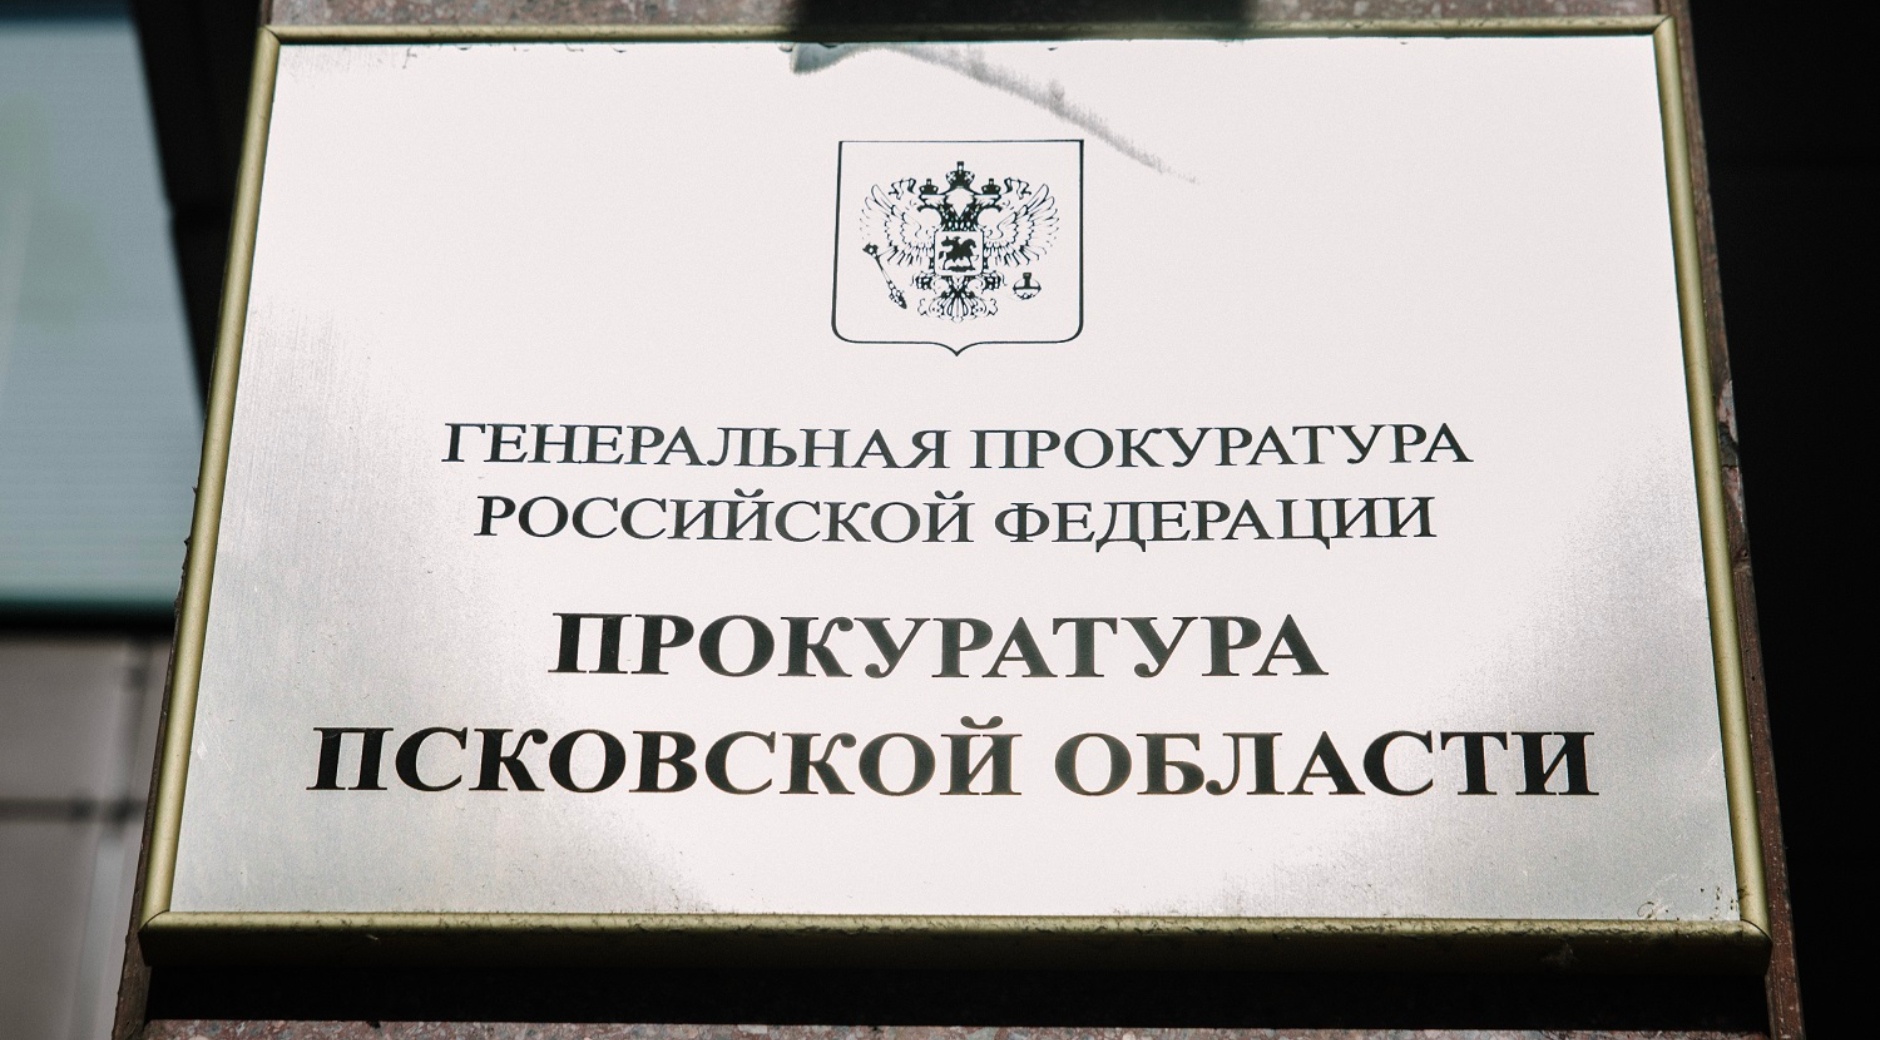 ГЕНЕРАЛЬНАЯ ПРОКУРАТУРА
РОССИЙСКОЙ ФЕДЕРАЦИИ
ПРОКУРАТУРА
ПСКОВСКОЙ ОБЛАСТИ